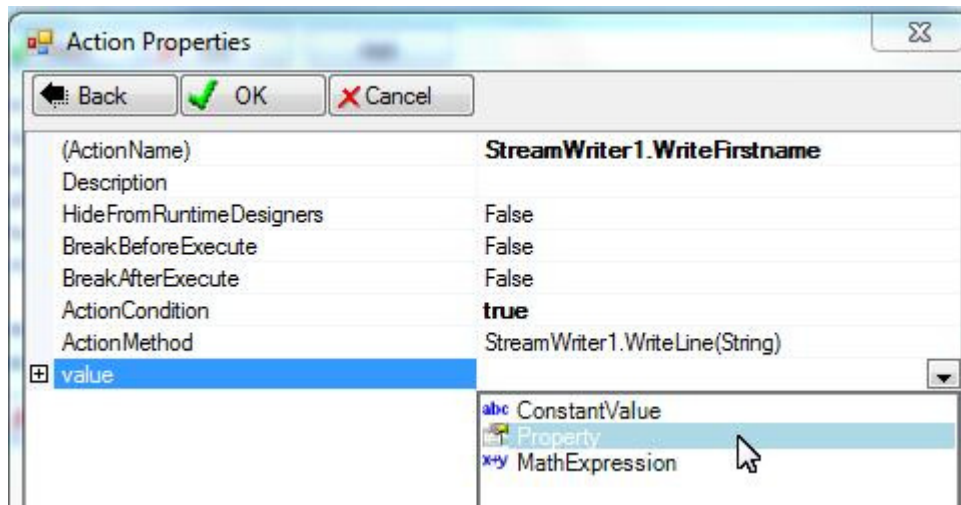 Action Properties
Back OK Cancel
(ActionName) StreamWriter1.WriteFirstname
Description
HideFromRuntimeDesigners False
BreakBeforeExecute False
BreakAfterExecute False
ActionCondition true
ActionMethod StreamWriter1.WriteLine(String)
value
abc ConstantValue
Property
x+y MathExpression